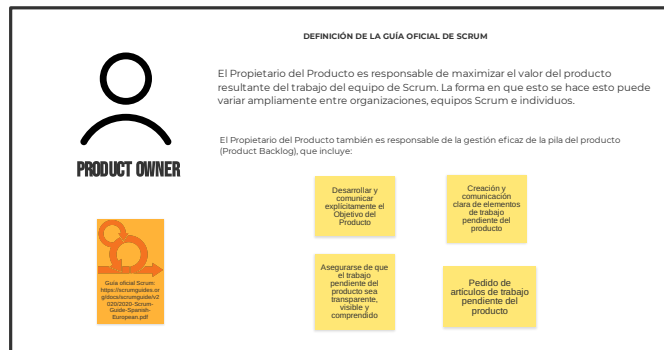 DEFINICIÓN DE LA GUÍA OFICIAL DE SCRUM
El Propietario del Producto es responsable de maximizar el valor del producto
resultante del trabajo del equipo de Scrum. La forma en que esto se hace esto puede
variar ampliamente entre organizaciones, equipos Scrum e individuos.
El Propietario del Producto también es responsable de la gestión eficaz de la pila del producto
(Product Backlog), que incluye:
PRODUCT OWNER
Desarrollar y
comunicar
explícitamente el
Objetivo del
Producto
Creación y
comunicación
clara de elementos
de trabajo
pendiente del
producto
Asegurarse de que
el trabajo
pendiente del
producto sea
transparente,
visible y
comprendido
Pedido de
artículos de trabajo
pendiente del
producto
Guía oficial Scrum:
https://scrumguides.or
g/docs/scrumguide/v2
020/2020-Scrum-
Guide-Spanish-
European.pdf